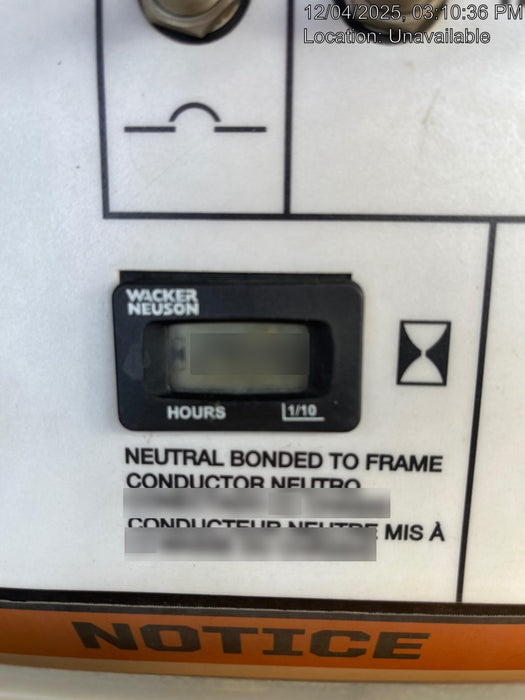 12/04/2025, 03:10:36 PM
Location: Unavailable
WACKER
NEUSON
HOURS 1/10
NEUTRAL BONDED TO FRAME
CONDUCTOR NEUTRO
CONDUCTEUR NEUTRE MIS À
NOTICE